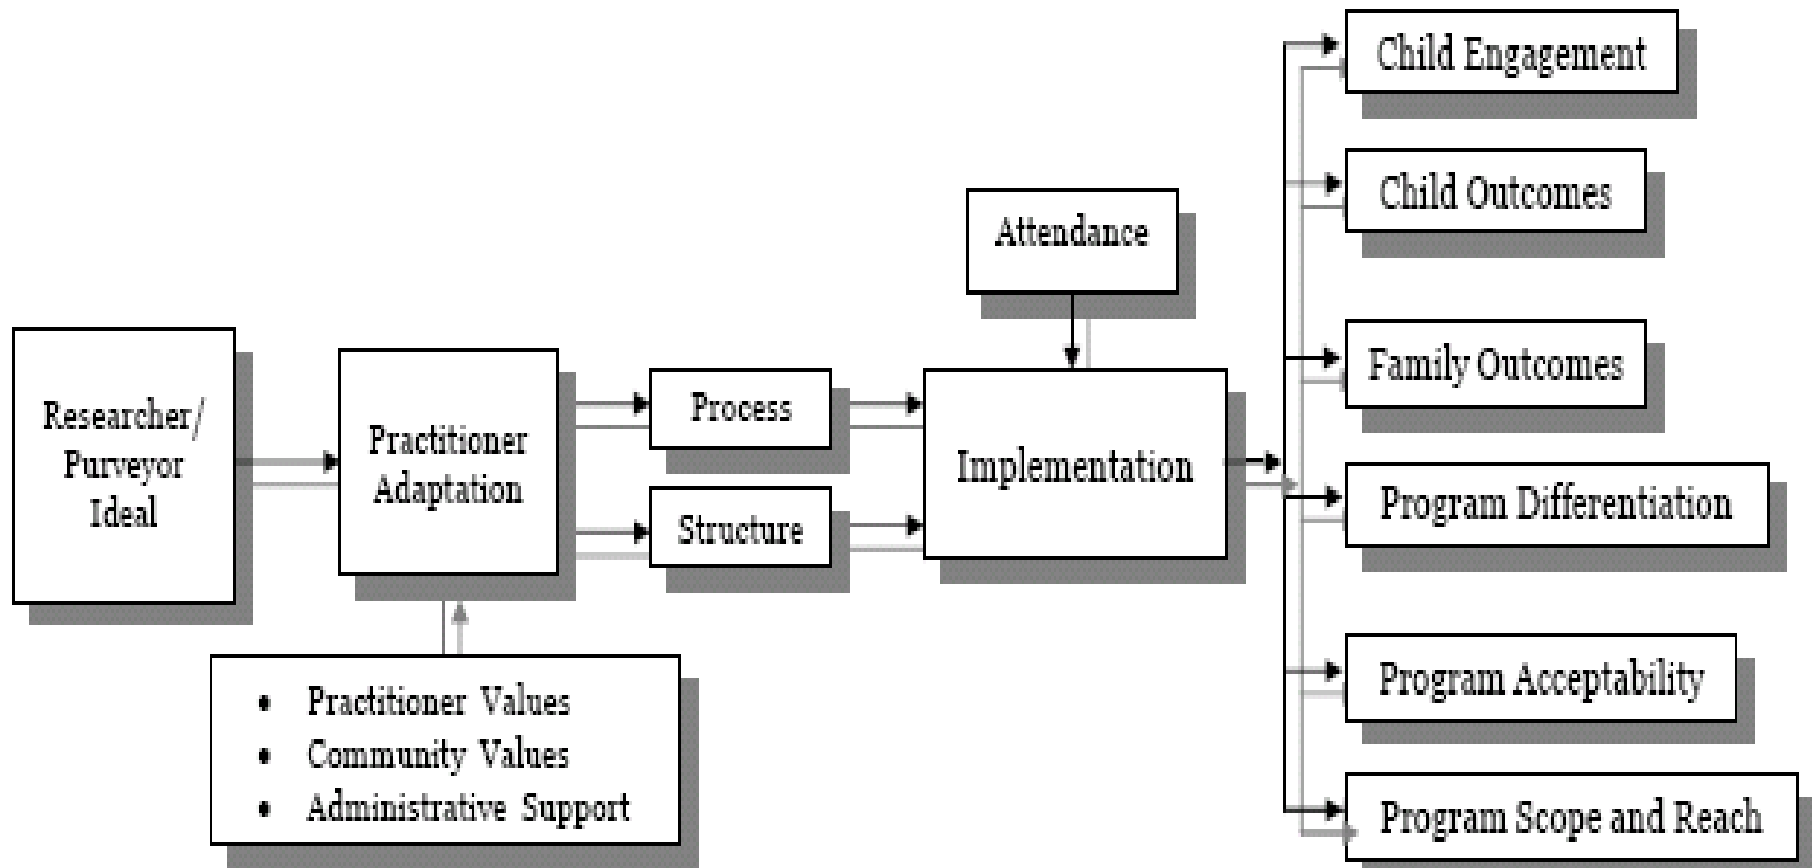 Researcher/
Purveyor
Ideal
Practitioner
Adaptation
• Practitioner Values
• Community Values
• Administrative Support
Process
Structure
Attendance
Implementation
Child Engagement
Child Outcomes
Family Outcomes
Program Differentiation
Program Acceptability
Program Scope and Reach